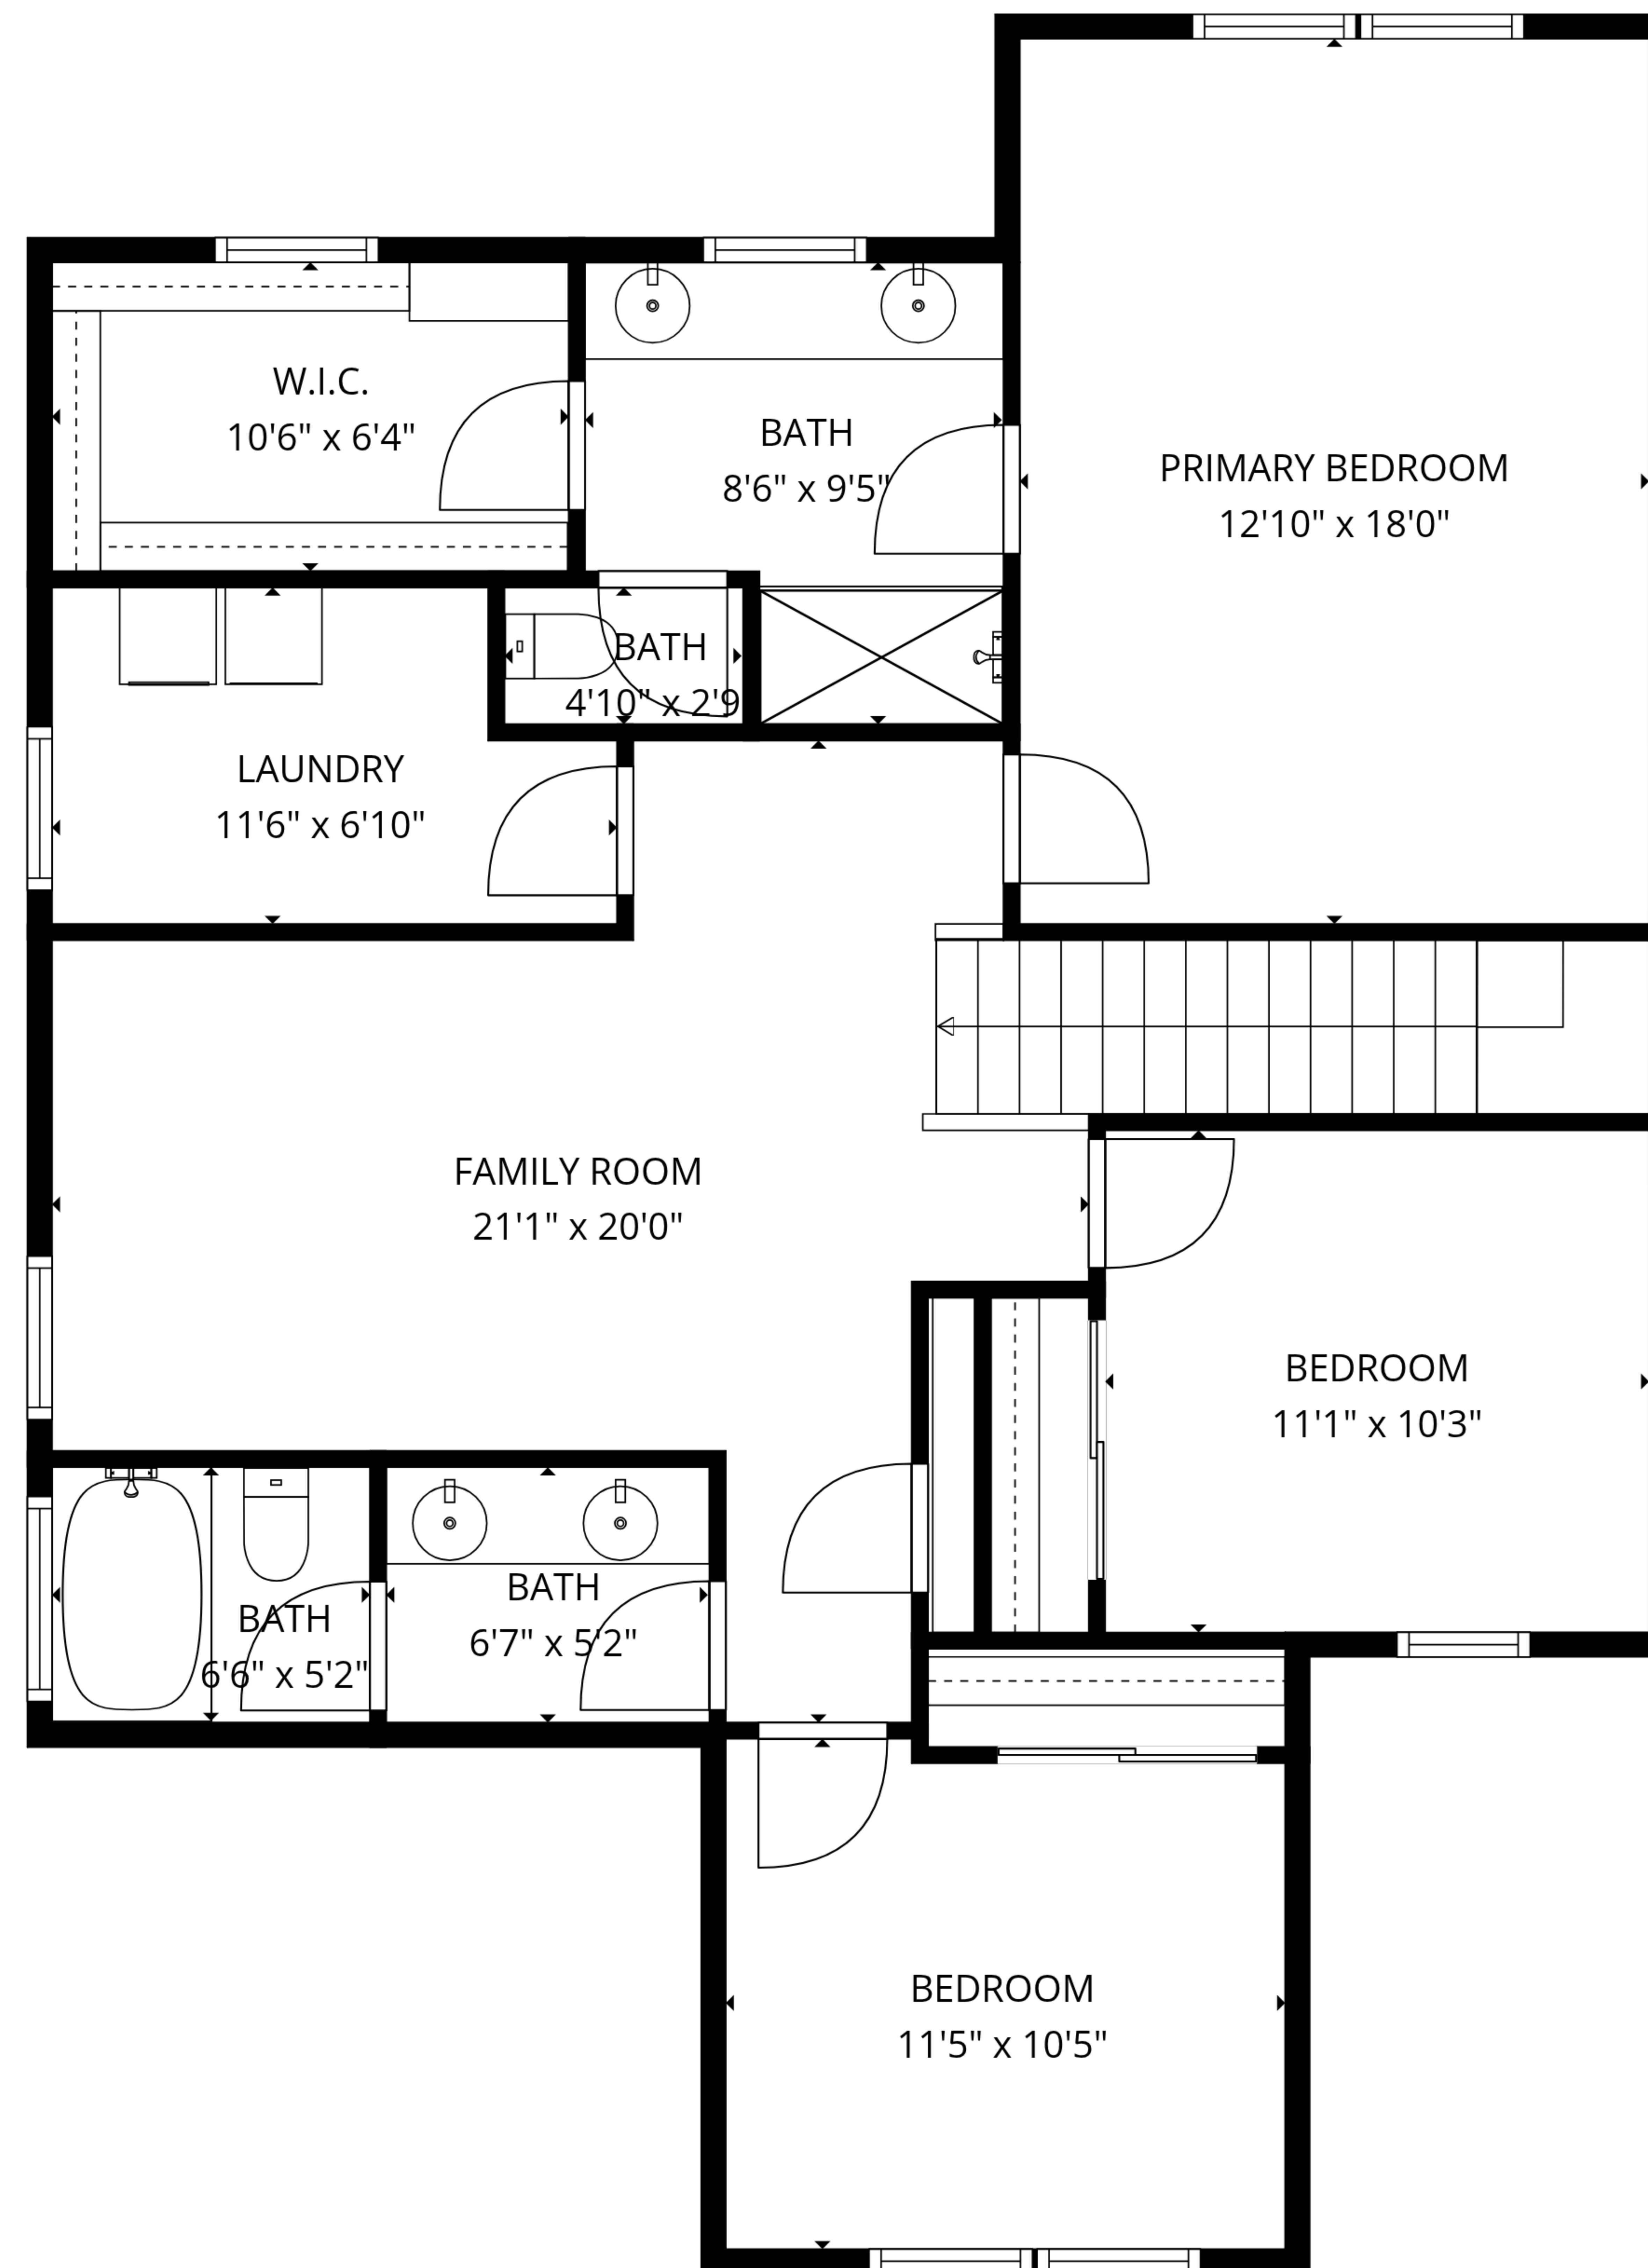 W.I.C.
10'6" x 6'4"
BATH
8'6" x 9'5"
PRIMARY BEDROOM
12'10" x 18'0"
BATH
4'10" x 2'9
LAUNDRY
11'6" x 6'10"
FAMILY ROOM
21'1" x 20'0"
BEDROOM
11'1" x 10'3"
BATH
6'6" x 5'2"
BATH
6'7" x 5'2"
BEDROOM
11'5" x 10'5"